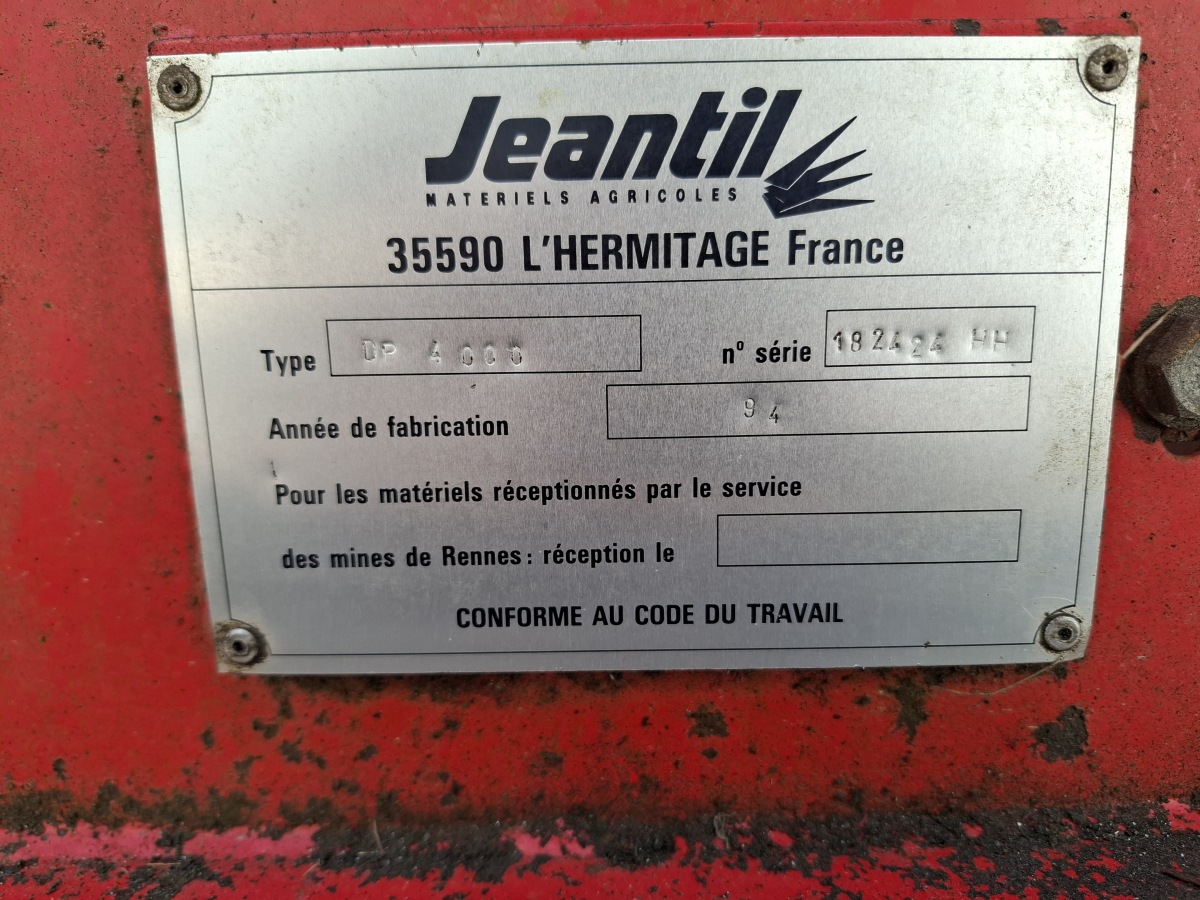 Jeantil
MATERIELS AGRICOLES
35590 L'HERMITAGE France
Type DP 4000 n° série 182424 HH
Année de fabrication 94
Pour les matériels réceptionnés par le service
des mines de Rennes : réception le
CONFORME AU CODE DU TRAVAIL